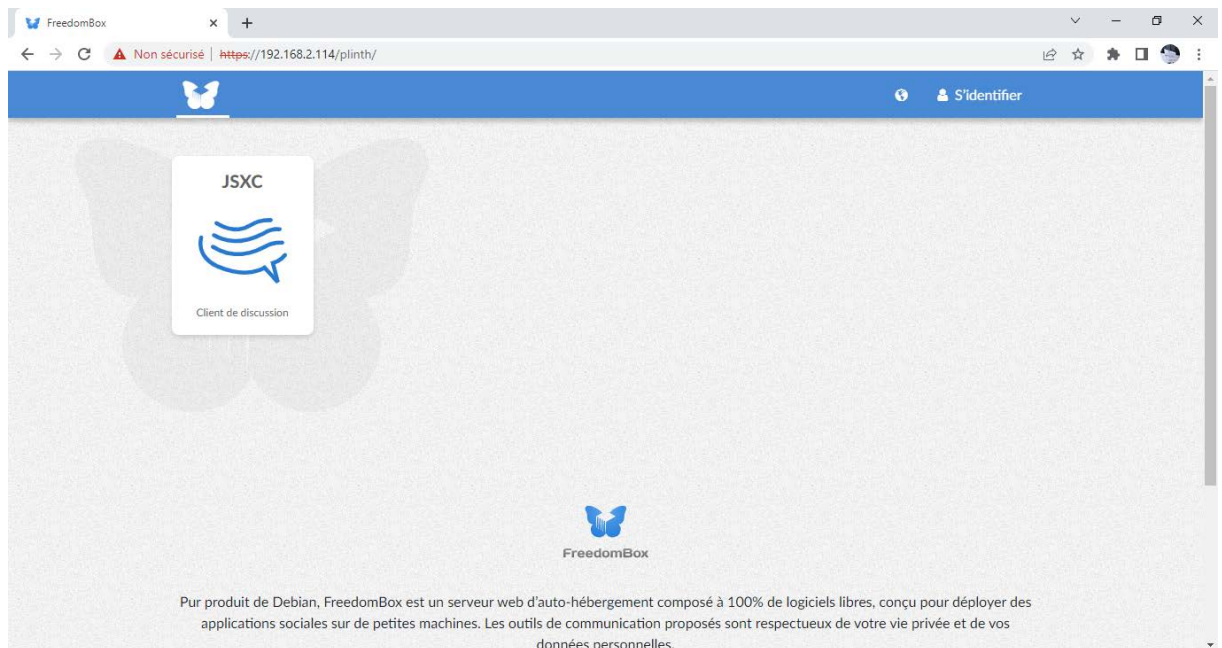 FreedomBox
Non sécurisé | https://192.168.2.114/plinth/
S'identifier
JSXC
Client de discussion
FreedomBox
Pur produit de Debian, FreedomBox est un serveur web d'auto-hébergement composé à 100% de logiciels libres, conçu pour déployer des
applications sociales sur de petites machines. Les outils de communication proposés sont respectueux de votre vie privée et de vos
données personnelles.